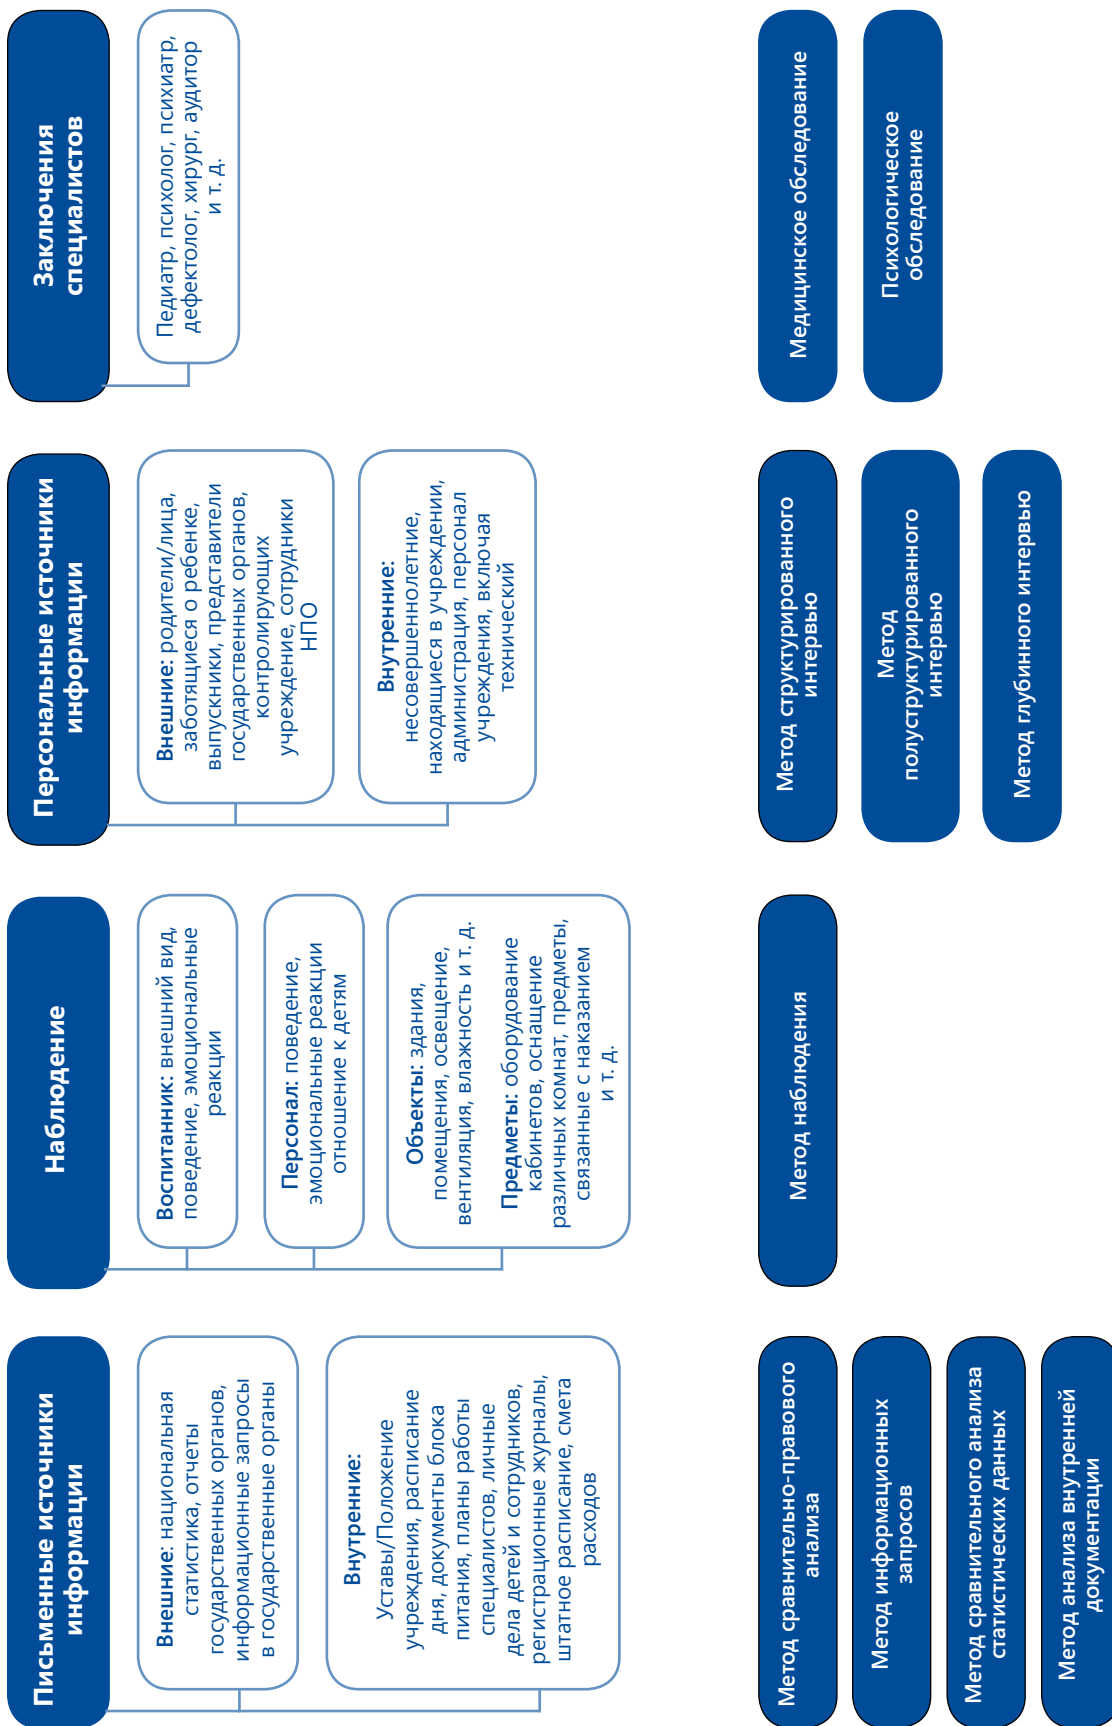 Письменные источники
информации
Внешние: национальная
статистика, отчеты
государственных органов,
информационные запросы
в государственные органы
Внутренние:
Уставы/Положение
учреждения, расписание
дня, документы блока
питания, планы работы
специалистов, личные
дела детей и сотрудников,
регистрационные журналы,
штатное расписание, смета
расходов
Метод сравнительно-правового
анализа
Метод информационных
запросов
Метод сравнительного анализа
статистических данных
Метод анализа внутренней
документации
Наблюдение
Воспитанник: внешний вид,
поведение, эмоциональные
реакции
Персонал: поведение,
эмоциональные реакции
отношение к детям
Объекты: здания,
помещения, освещение,
вентиляция, влажность и т. д.
Предметы: оборудование
кабинетов, оснащение
различных комнат, предметы,
связанные с наказанием
и т. д.
Метод наблюдения
Персональные источники
информации
Внешние: родители/лица,
заботящиеся о ребенке,
выпускники, представители
государственных органов,
контролирующих
учреждение, сотрудники
НПО
Внутренние:
несовершеннолетние,
находящиеся в учреждении,
администрация, персонал
учреждения, включая
технический
Метод структурированного
интервью
Метод
полуструктурированного
интервью
Метод глубинного интервью
Заключения
специалистов
Педиатр, психолог, психиатр,
дефектолог, хирург, аудитор
и т. д.
Медицинское обследование
Психологическое
обследование